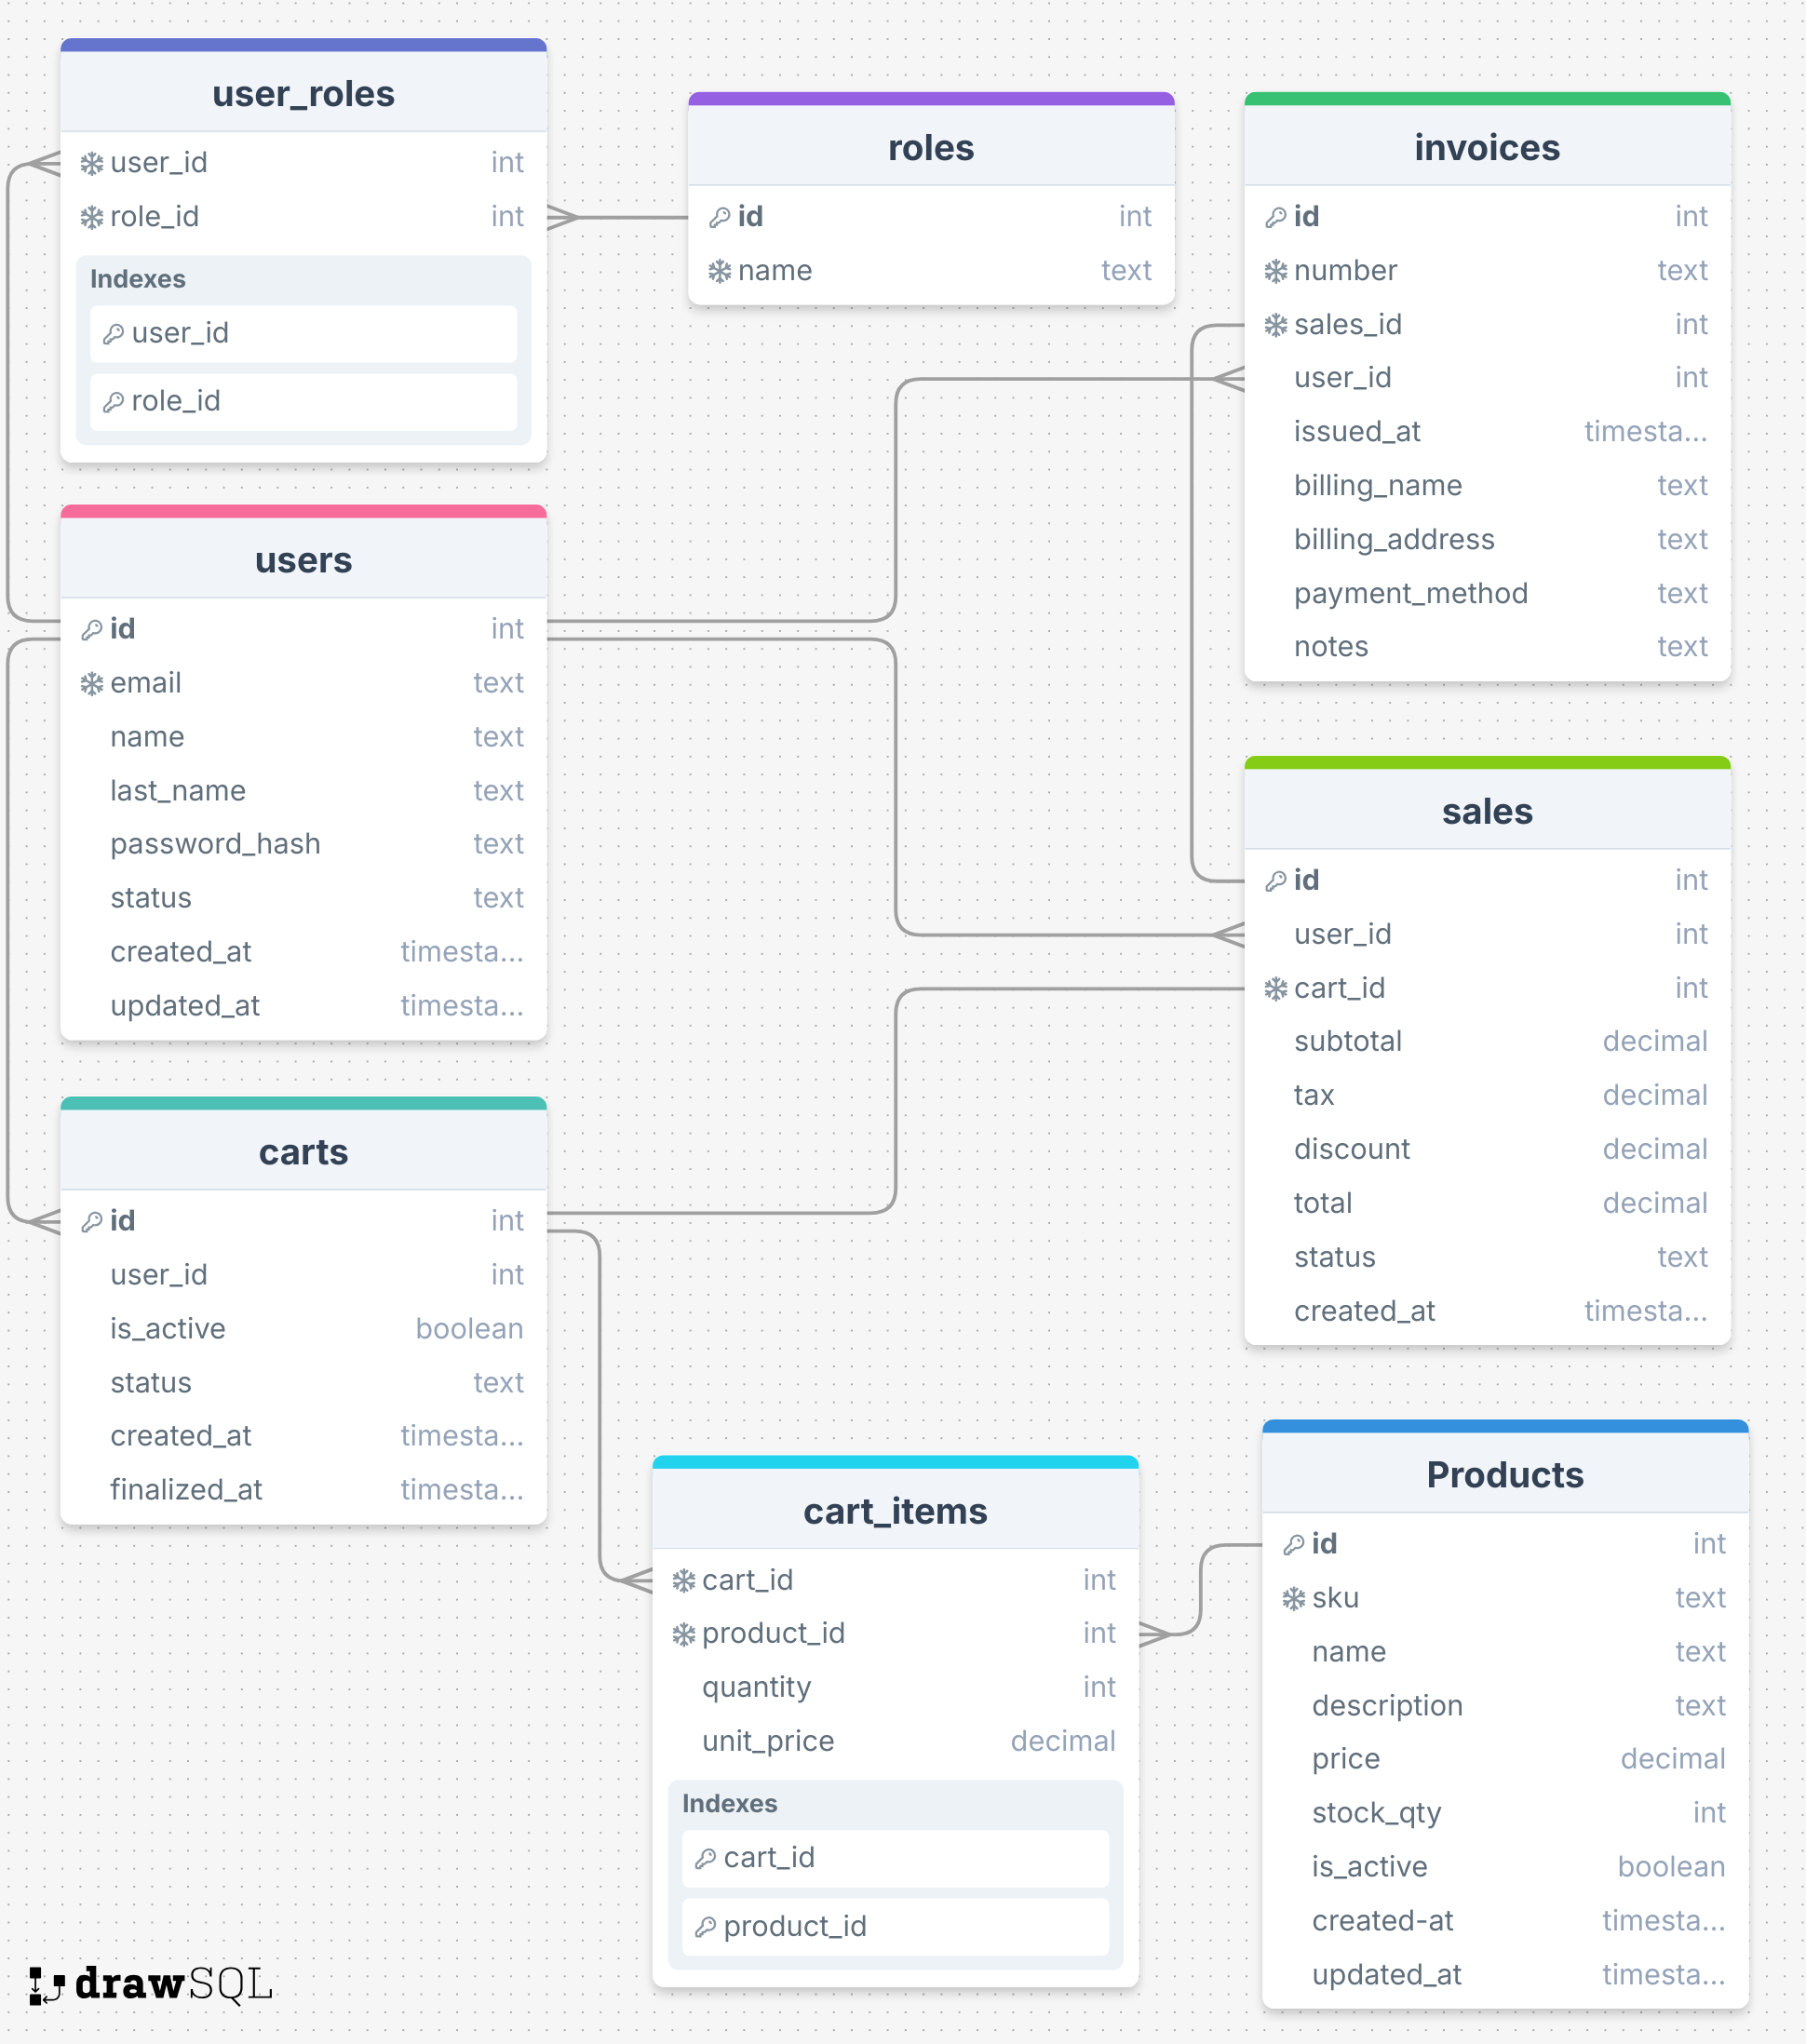 user_roles
user_id int
role_id int
Indexes
user_id
role_id
roles
id int
name text
invoices
id int
number text
sales_id int
user_id int
issued_at timesta...
billing_name text
billing_address text
payment_method text
notes text
users
id int
email text
name text
last_name text
password_hash text
status text
created_at timesta...
updated_at timesta...
sales
id int
user_id int
cart_id int
subtotal decimal
tax decimal
discount decimal
total decimal
status text
created_at timesta...
carts
id int
user_id int
is_active boolean
status text
created_at timesta...
finalized_at timesta...
cart_items
cart_id int
product_id int
quantity int
unit_price decimal
Indexes
cart_id
product_id
Products
id int
sku text
name text
description text
price decimal
stock_qty int
is_active boolean
created-at timesta...
updated_at timesta...
drawSQL